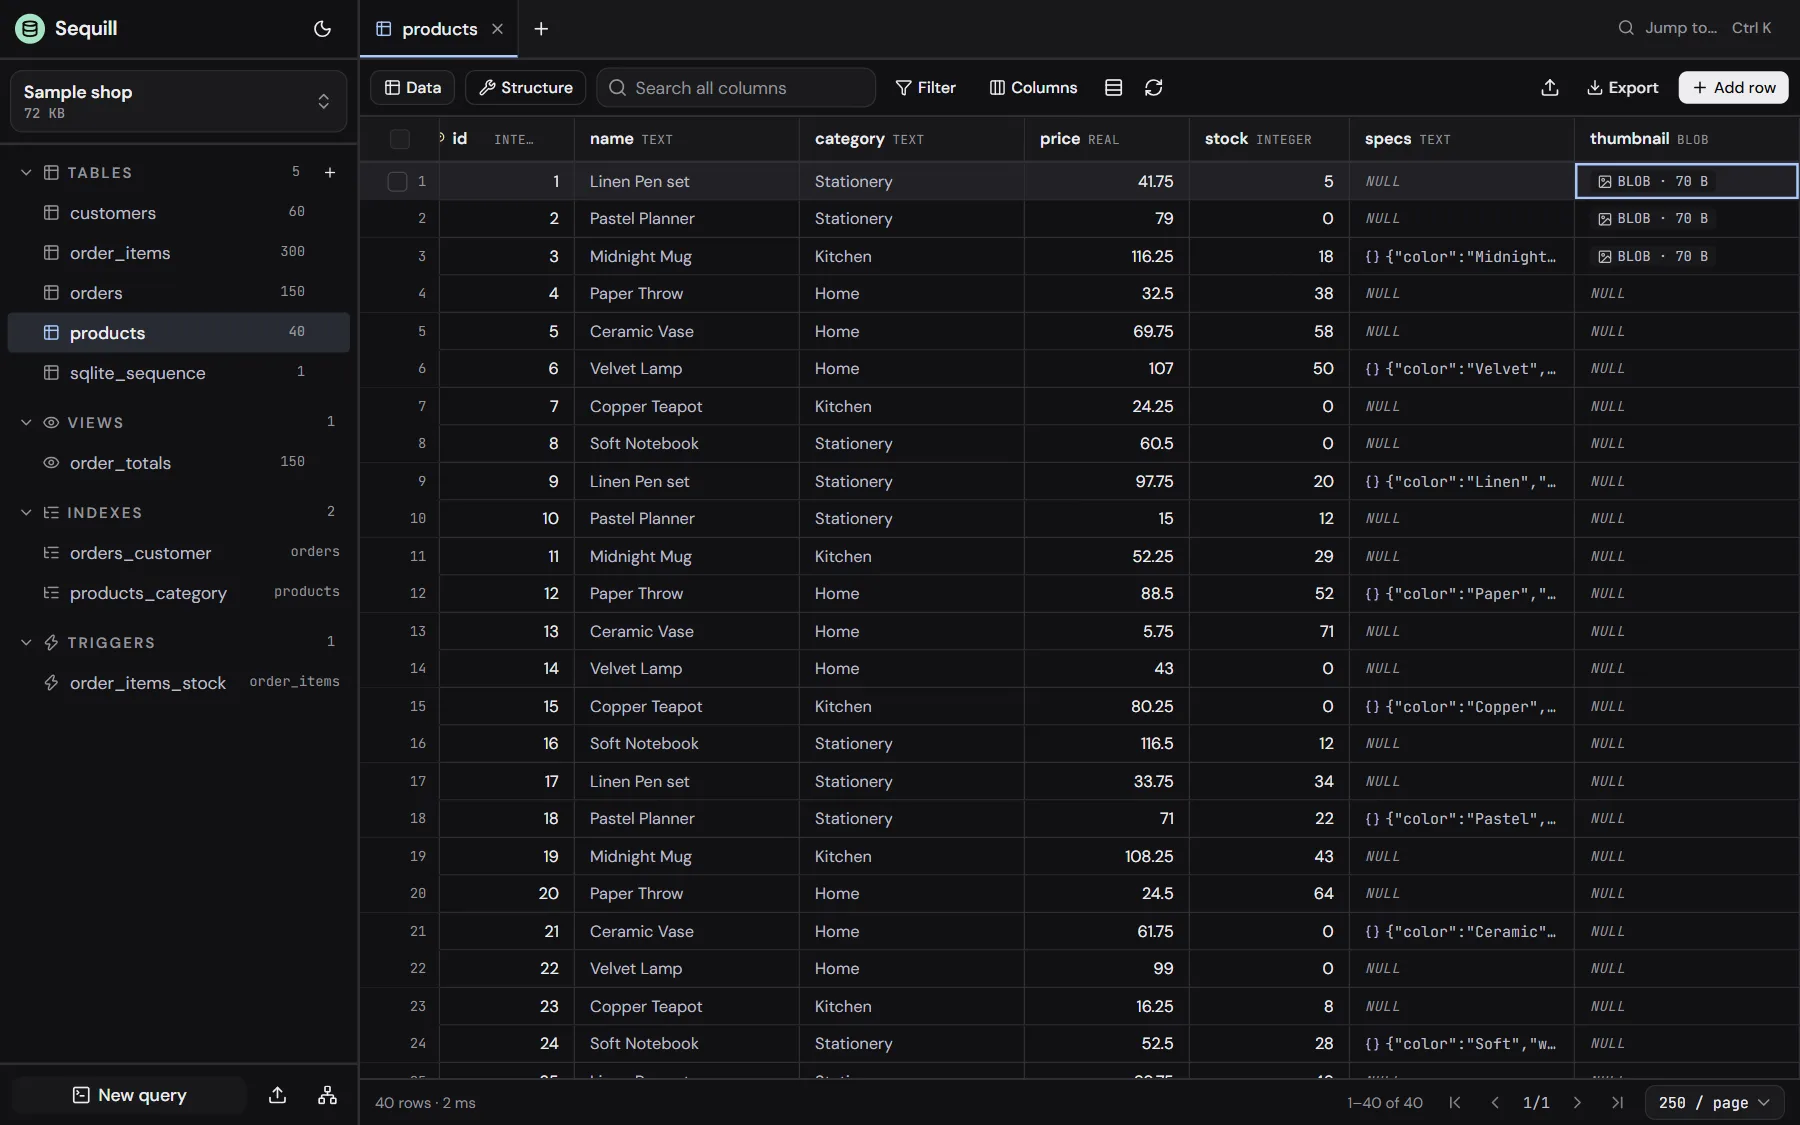 Sequill
products
Jump to... Ctrl K
Sample shop
72 KB
Data
Structure
Search all columns
Filter
Columns
Export
Add row
TABLES 5
customers 60
order_items 300
orders 150
products 40
sqlite_sequence 1
VIEWS 1
order_totals 150
INDEXES 2
orders_customer orders
products_category products
TRIGGERS 1
order_items_stock order_items
New query
id INTE… name TEXT category TEXT price REAL stock INTEGER specs TEXT thumbnail BLOB
1 1 Linen Pen set Stationery 41.75 5 NULL BLOB · 70 B
2 2 Pastel Planner Stationery 79 0 NULL BLOB · 70 B
3 3 Midnight Mug Kitchen 116.25 18 {} {"color":"Midnight… BLOB · 70 B
4 4 Paper Throw Home 32.5 38 NULL NULL
5 5 Ceramic Vase Home 69.75 58 NULL NULL
6 6 Velvet Lamp Home 107 50 {} {"color":"Velvet",… NULL
7 7 Copper Teapot Kitchen 24.25 0 NULL NULL
8 8 Soft Notebook Stationery 60.5 0 NULL NULL
9 9 Linen Pen set Stationery 97.75 20 {} {"color":"Linen","… NULL
10 10 Pastel Planner Stationery 15 12 NULL NULL
11 11 Midnight Mug Kitchen 52.25 29 NULL NULL
12 12 Paper Throw Home 88.5 52 {} {"color":"Paper","… NULL
13 13 Ceramic Vase Home 5.75 71 NULL NULL
14 14 Velvet Lamp Home 43 0 NULL NULL
15 15 Copper Teapot Kitchen 80.25 0 {} {"color":"Copper",… NULL
16 16 Soft Notebook Stationery 116.5 12 NULL NULL
17 17 Linen Pen set Stationery 33.75 34 NULL NULL
18 18 Pastel Planner Stationery 71 22 {} {"color":"Pastel",… NULL
19 19 Midnight Mug Kitchen 108.25 43 NULL NULL
20 20 Paper Throw Home 24.5 64 NULL NULL
21 21 Ceramic Vase Home 61.75 0 {} {"color":"Ceramic"… NULL
22 22 Velvet Lamp Home 99 0 NULL NULL
23 23 Copper Teapot Kitchen 16.25 8 NULL NULL
24 24 Soft Notebook Stationery 52.5 28 {} {"color":"Soft","w… NULL
40 rows · 2 ms
1–40 of 40
1/1
250 / page